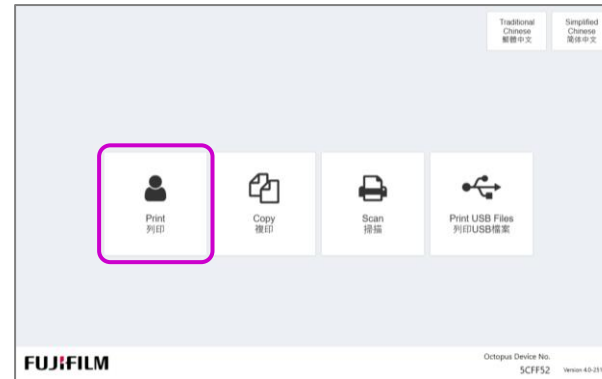 Traditional
Chinese
繁體中文
Simplified
Chinese
简体中文
Print
列印
Copy
複印
Scan
掃描
Print USB Files
列印USB檔案
FUJIFILM
Octopus Device No.
5CFF52